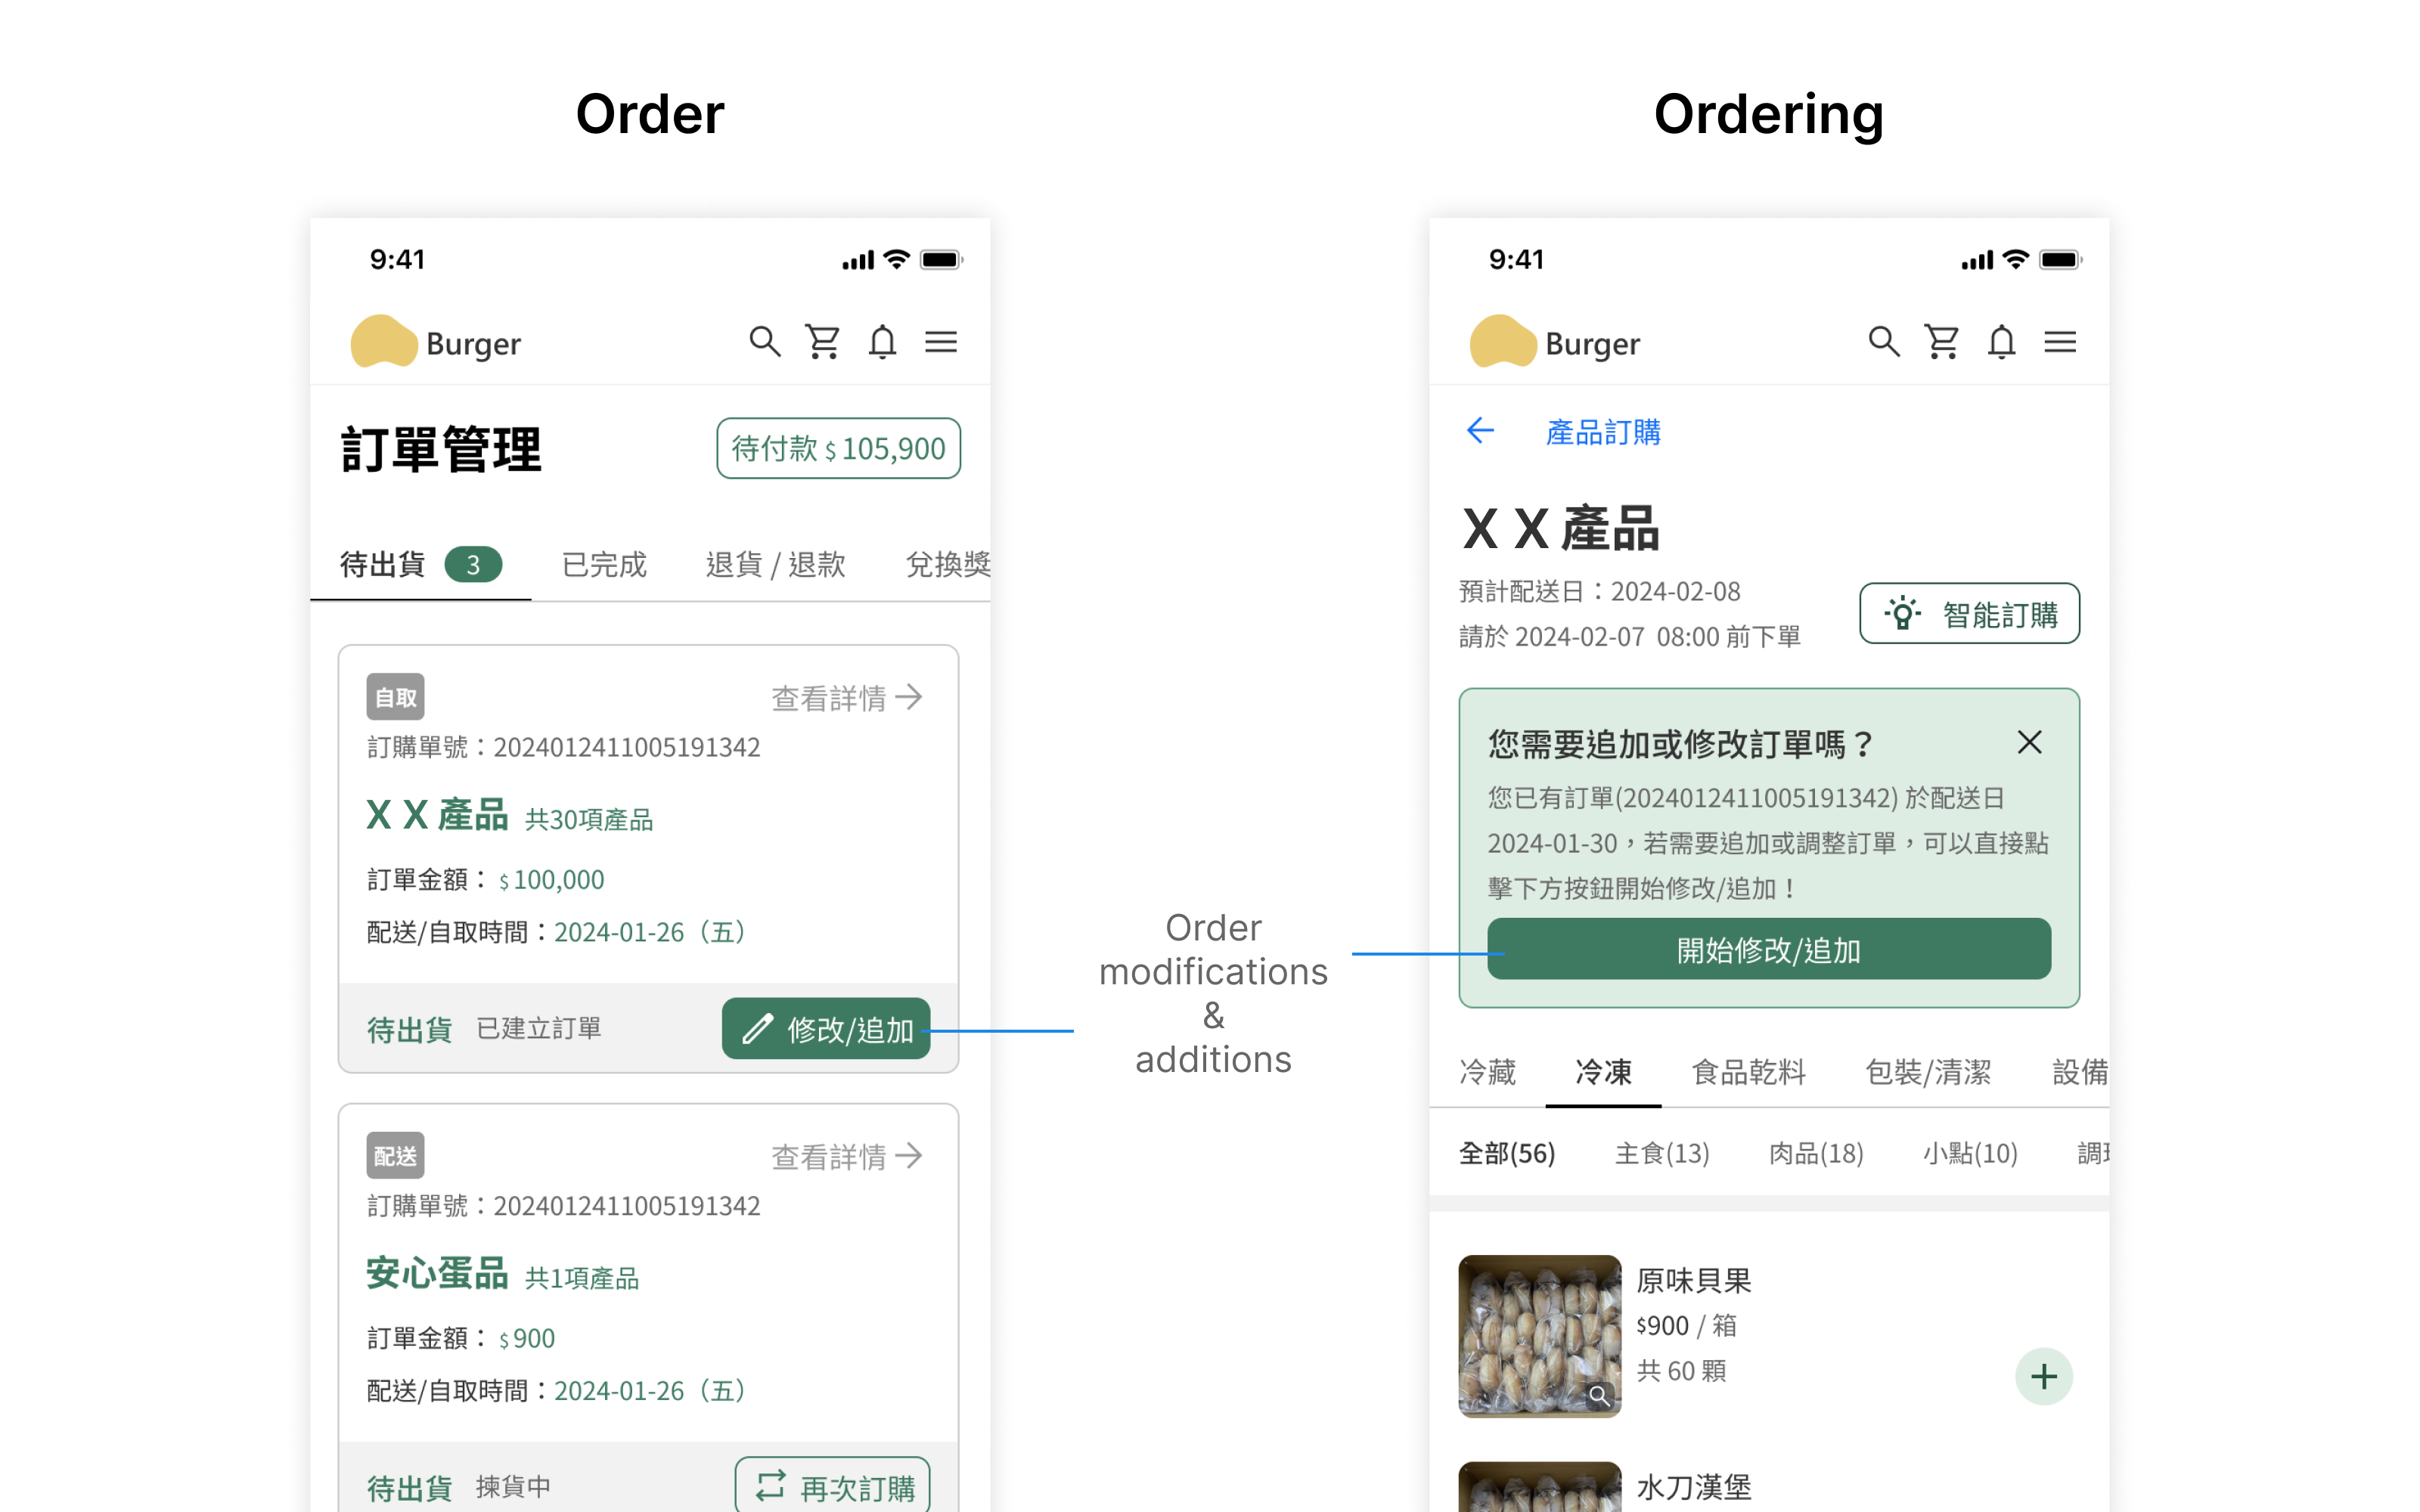 Order
Ordering
9:41
Burger
訂單管理
待付款 $ 105,900
待出貨 3 已完成 退貨 / 退款 兌換獎
自取
查看詳情
訂購單號：2024012411005191342
X X 產品 共30項產品
訂單金額： $ 100,000
配送/自取時間：2024-01-26（五）
待出貨 已建立訂單
修改/追加
配送
查看詳情
訂購單號：2024012411005191342
安心蛋品 共1項產品
訂單金額： $ 900
配送/自取時間：2024-01-26（五）
待出貨 揀貨中
再次訂購
Order
modifications
&
additions
9:41
Burger
產品訂購
X X 產品
預計配送日：2024-02-08
請於 2024-02-07 08:00 前下單
智能訂購
您需要追加或修改訂單嗎？
您已有訂單(2024012411005191342) 於配送日
2024-01-30，若需要追加或調整訂單，可以直接點
擊下方按鈕開始修改/追加！
開始修改/追加
冷藏 冷凍 食品乾料 包裝/清潔 設備
全部(56) 主食(13) 肉品(18) 小點(10) 調
原味貝果
$900 / 箱
共 60 顆
水刀漢堡